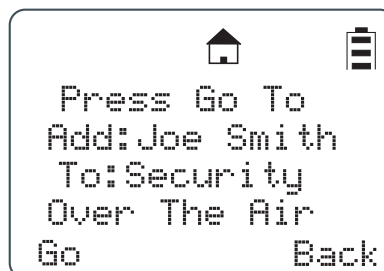 Press Go To
Add:Joe Smith
To:Security
Over The Air
Go Back